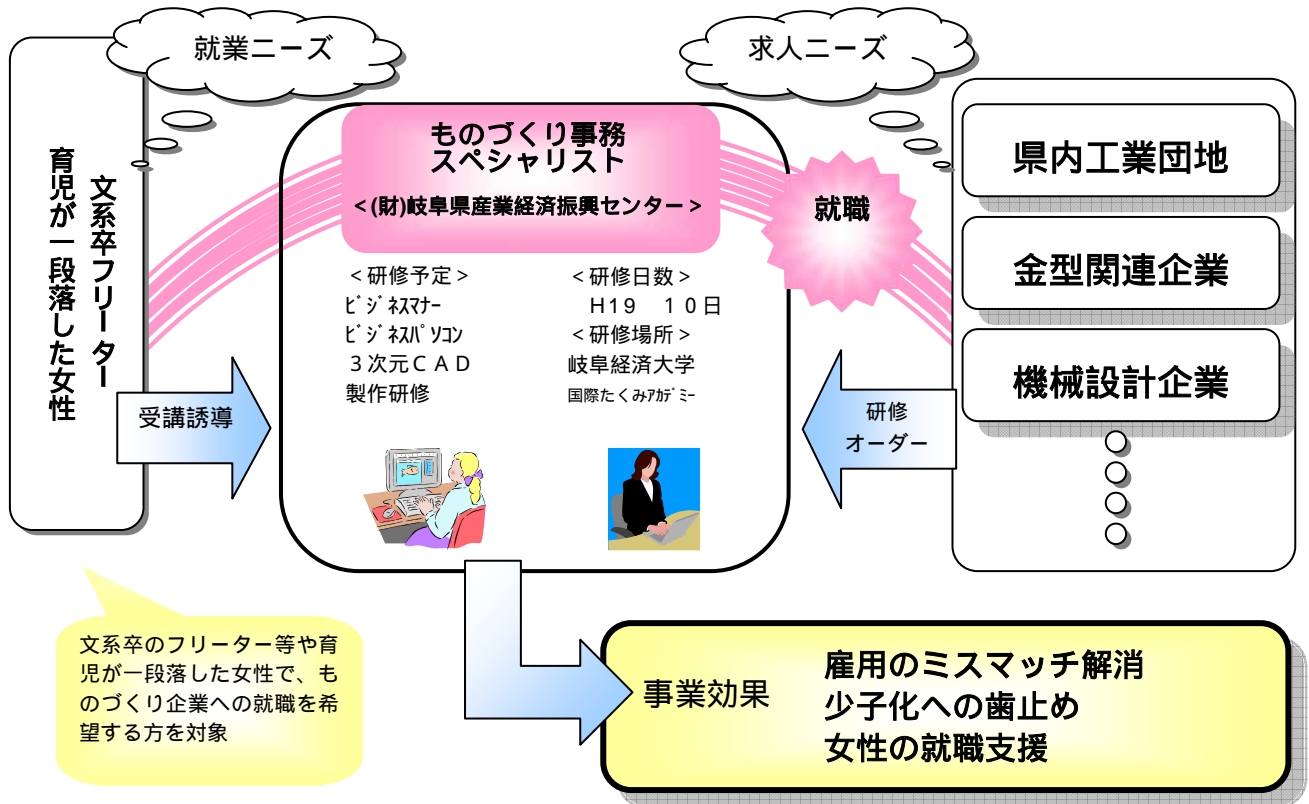 就業ニーズ
求人ニーズ
文系卒フリーター
育児が一段落した女性
ものづくり事務
スペシャリスト
＜(財)岐阜県産業経済振興センター＞
就職
県内工業団地
金型関連企業
機械設計企業
＜研修予定＞
ﾋﾞｼﾞﾈｽﾏﾅｰ
ﾋﾞｼﾞﾈｽﾊﾟｿｺﾝ
３次元ＣＡＤ
製作研修
＜研修日数＞
H19　１０日
＜研修場所＞
岐阜経済大学
国際たくみｱｶﾃﾞﾐｰ
受講誘導
研修
オーダー
文系卒のフリーター等や育
児が一段落した女性で、も
のづくり企業への就職を希
望する方を対象
事業効果
雇用のミスマッチ解消
少子化への歯止め
女性の就職支援